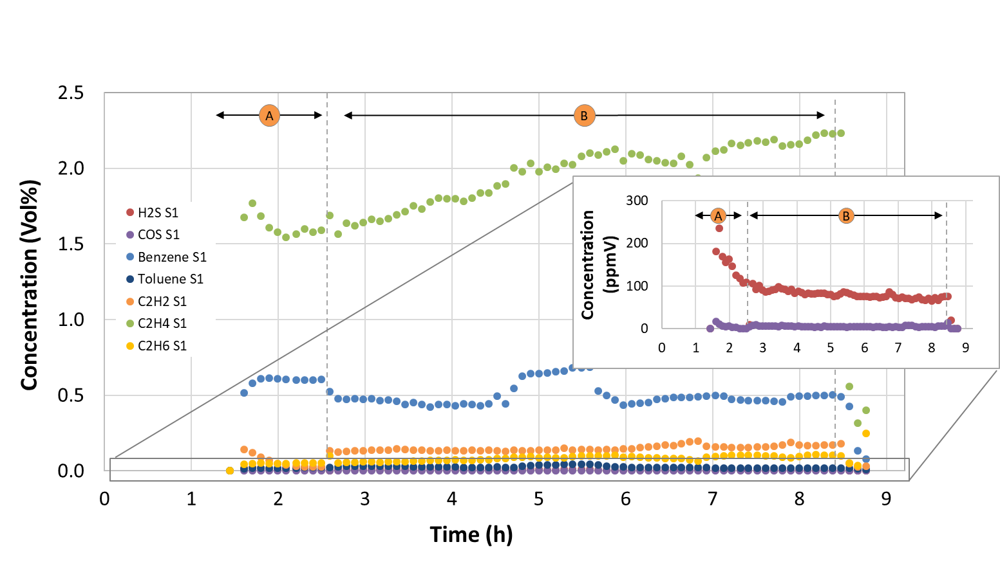 2.5
2.0
1.5
1.0
0.5
0.0
Concentration (Vol%)
A
B
H2S S1
COS S1
Benzene S1
Toluene S1
C2H2 S1
C2H4 S1
C2H6 S1
0 1 2 3 4 5 6 7 8 9
Time (h)
Concentration
(ppmV)
300
200
100
0
A
B
0 1 2 3 4 5 6 7 8 9